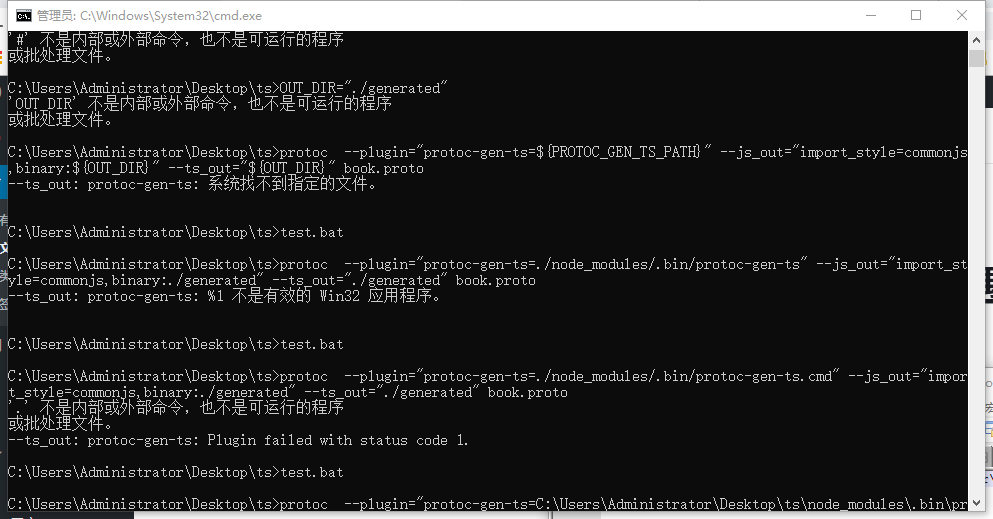 管理员: C:\Windows\System32\cmd.exe
'#' 不是内部或外部命令，也不是可运行的程序
或批处理文件。
C:\Users\Administrator\Desktop\ts>OUT_DIR="./generated"
'OUT_DIR' 不是内部或外部命令，也不是可运行的程序
或批处理文件。
C:\Users\Administrator\Desktop\ts>protoc  --plugin="protoc-gen-ts=${PROTOC_GEN_TS_PATH}" --js_out="import_style=commonjs
,binary:${OUT_DIR}" --ts_out="${OUT_DIR}" book.proto
--ts_out: protoc-gen-ts: 系统找不到指定的文件。
C:\Users\Administrator\Desktop\ts>test.bat
C:\Users\Administrator\Desktop\ts>protoc  --plugin="protoc-gen-ts=./node_modules/.bin/protoc-gen-ts" --js_out="import_st
yle=commonjs,binary:./generated" --ts_out="./generated" book.proto
--ts_out: protoc-gen-ts: %1 不是有效的 Win32 应用程序。
C:\Users\Administrator\Desktop\ts>test.bat
C:\Users\Administrator\Desktop\ts>protoc  --plugin="protoc-gen-ts=./node_modules/.bin/protoc-gen-ts.cmd" --js_out="impor
t_style=commonjs,binary:./generated" --ts_out="./generated" book.proto
'.' 不是内部或外部命令，也不是可运行的程序
或批处理文件。
--ts_out: protoc-gen-ts: Plugin failed with status code 1.
C:\Users\Administrator\Desktop\ts>test.bat
C:\Users\Administrator\Desktop\ts>protoc  --plugin="protoc-gen-ts=C:\Users\Administrator\Desktop\ts\node_modules\.bin\pr